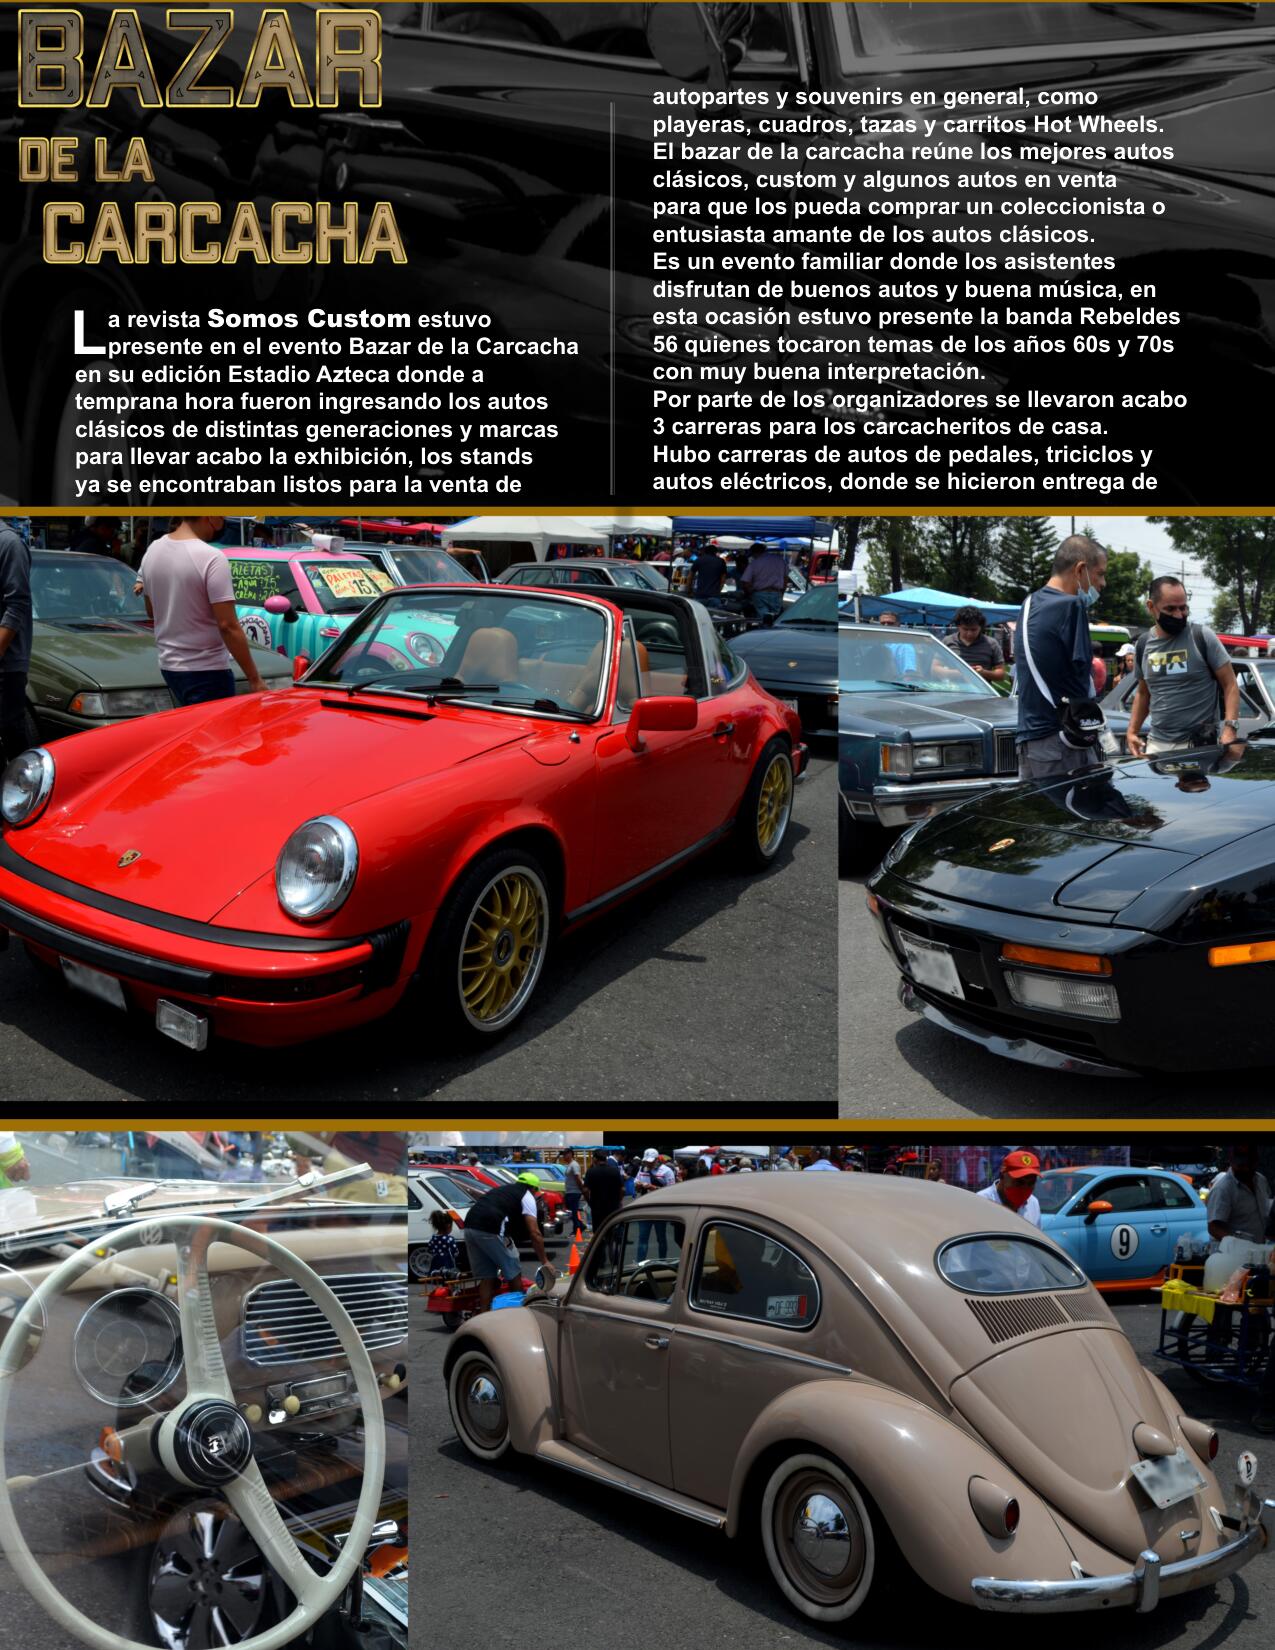 BAZAR
DE LA
CARCACHA
La revista Somos Custom estuvo
presente en el evento Bazar de la Carcacha
en su edición Estadio Azteca donde a
temprana hora fueron ingresando los autos
clásicos de distintas generaciones y marcas
para llevar acabo la exhibición, los stands
ya se encontraban listos para la venta de
autopartes y souvenirs en general, como
playeras, cuadros, tazas y carritos Hot Wheels.
El bazar de la carcacha reúne los mejores autos
clásicos, custom y algunos autos en venta
para que los pueda comprar un coleccionista o
entusiasta amante de los autos clásicos.
Es un evento familiar donde los asistentes
disfrutan de buenos autos y buena música, en
esta ocasión estuvo presente la banda Rebeldes
56 quienes tocaron temas de los años 60s y 70s
con muy buena interpretación.
Por parte de los organizadores se llevaron acabo
3 carreras para los carcacheritos de casa.
Hubo carreras de autos de pedales, triciclos y
autos eléctricos, donde se hicieron entrega de
PALETAS
PALETAS
9